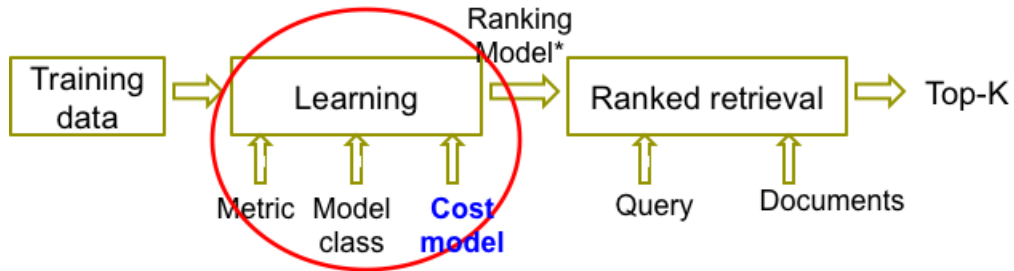 Ranking
Model*
Training
data
Learning
Ranked retrieval
Top-K
Metric
Model
class
Cost
model
Query
Documents